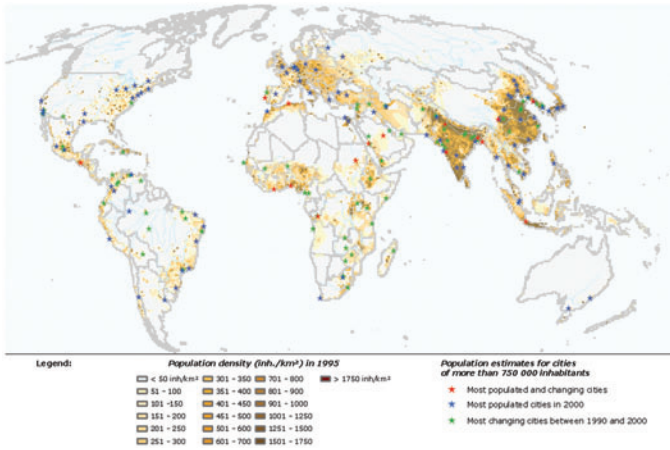 Legend:
Population density (inh./km²) in 1995
< 50 inh/km²
51 – 100
101 – 150
151 – 200
201 – 250
251 – 300
301 – 350
351 – 400
401 – 450
451 – 500
501 – 600
601 – 700
701 – 800
801 – 900
901 – 1000
1001 – 1250
1251 – 1500
1501 – 1750
> 1750 inh/km²
Population estimates for cities
of more than 750 000 inhabitants
Most populated and changing cities
Most populated cities in 2000
Most changing cities between 1990 and 2000